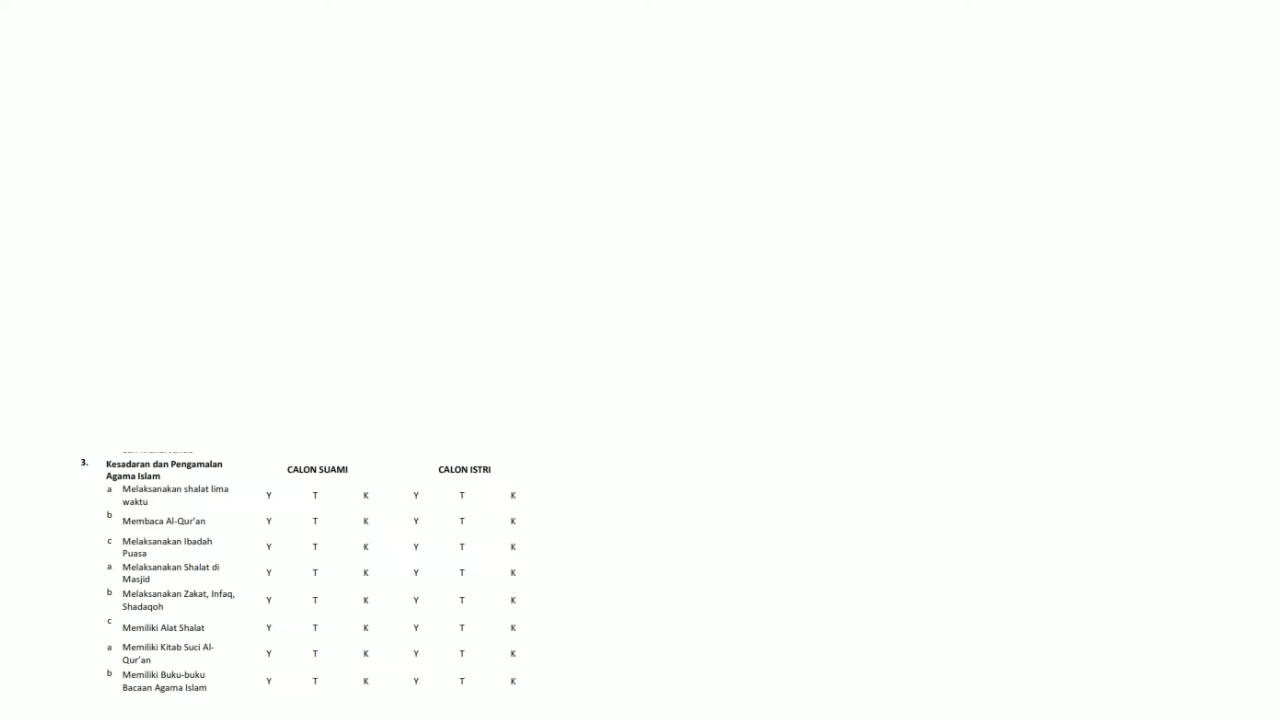 3. Kesadaran dan Pengamalan CALON SUAMI CALON ISTRI
Agama Islam
a Melaksanakan shalat lima Y T K Y T K
waktu
b Membaca Al-Qur'an Y T K Y T K
c Melaksanakan Ibadah Y T K Y T K
Puasa
a Melaksanakan Shalat di Y T K Y T K
Masjid
b Melaksanakan Zakat, Infaq, Y T K Y T K
Shadaqoh
c Memiliki Alat Shalat Y T K Y T K
a Memiliki Kitab Suci Al- Y T K Y T K
Qur'an
b Memiliki Buku-buku Y T K Y T K
Bacaan Agama Islam